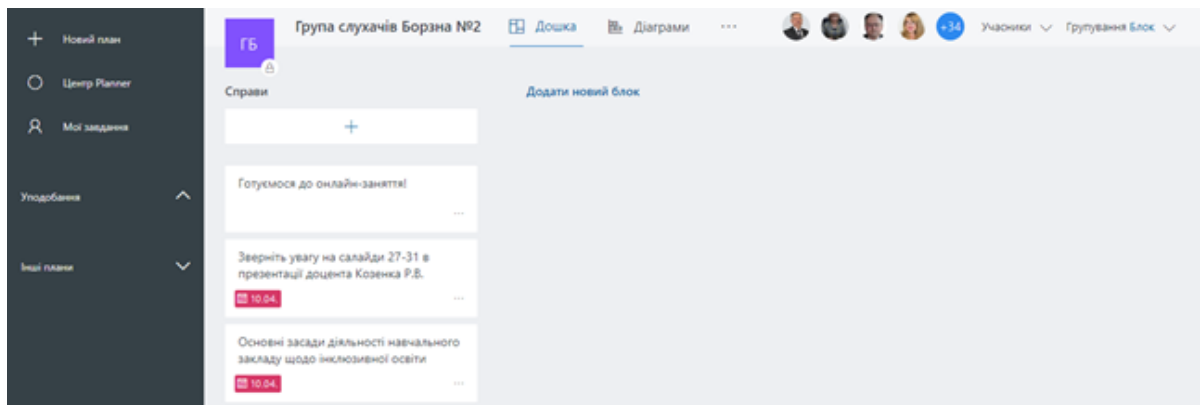 Новий план
Центр Planner
Мої завдання
Уподобання
Інші плани
ГБ
Група слухачів Борзна №2
Дошка
Діаграми
...
+34
Учасники
Групування Блок
Справи
Додати новий блок
+
Готуємося до онлайн-заняття!
...
Зверніть увагу на салайди 27-31 в
презентації доцента Козенка Р.В.
10.04.
...
Основні засади діяльності навчального
закладу щодо інклюзивної освіти
10.04.
...